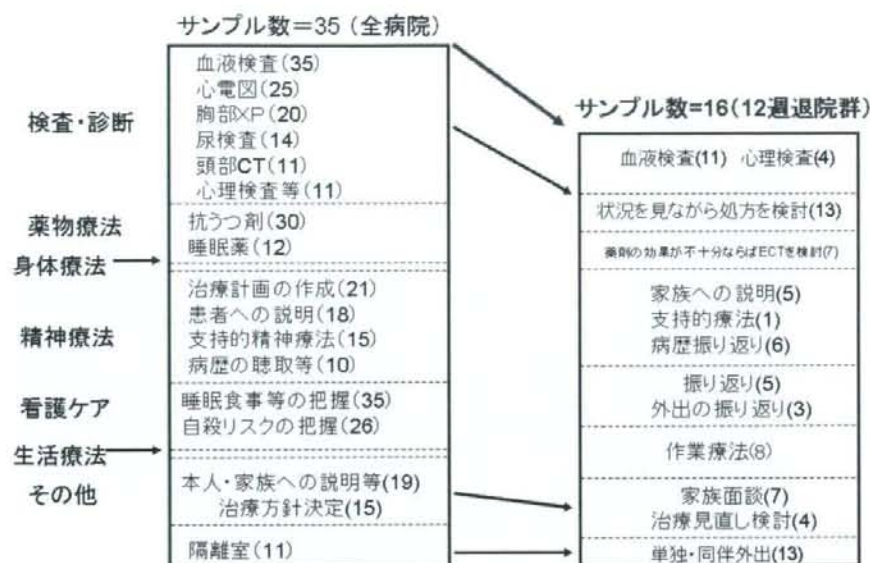 サンプル数＝35（全病院）
検査・診断
血液検査（35）
心電図（25）
胸部XP（20）
尿検査（14）
頭部CT（11）
心理検査等（11）
薬物療法
抗うつ剤（30）
睡眠薬（12）
身体療法
精神療法
治療計画の作成（21）
患者への説明（18）
支持的精神療法（15）
病歴の聴取等（10）
看護ケア
睡眠食事等の把握（35）
自殺リスクの把握（26）
生活療法
その他
本人・家族への説明等（19）
治療方針決定（15）
隔離室（11）
サンプル数=16（12週退院群）
血液検査(11) 心理検査(4)
状況を見ながら処方を検討(13)
薬剤の効果が不十分ならばECTを検討(7)
家族への説明(5)
支持的療法(1)
病歴振り返り(6)
振り返り(5)
外出の振り返り(3)
作業療法(8)
家族面談(7)
治療見直し検討(4)
単独・同伴外出(13)